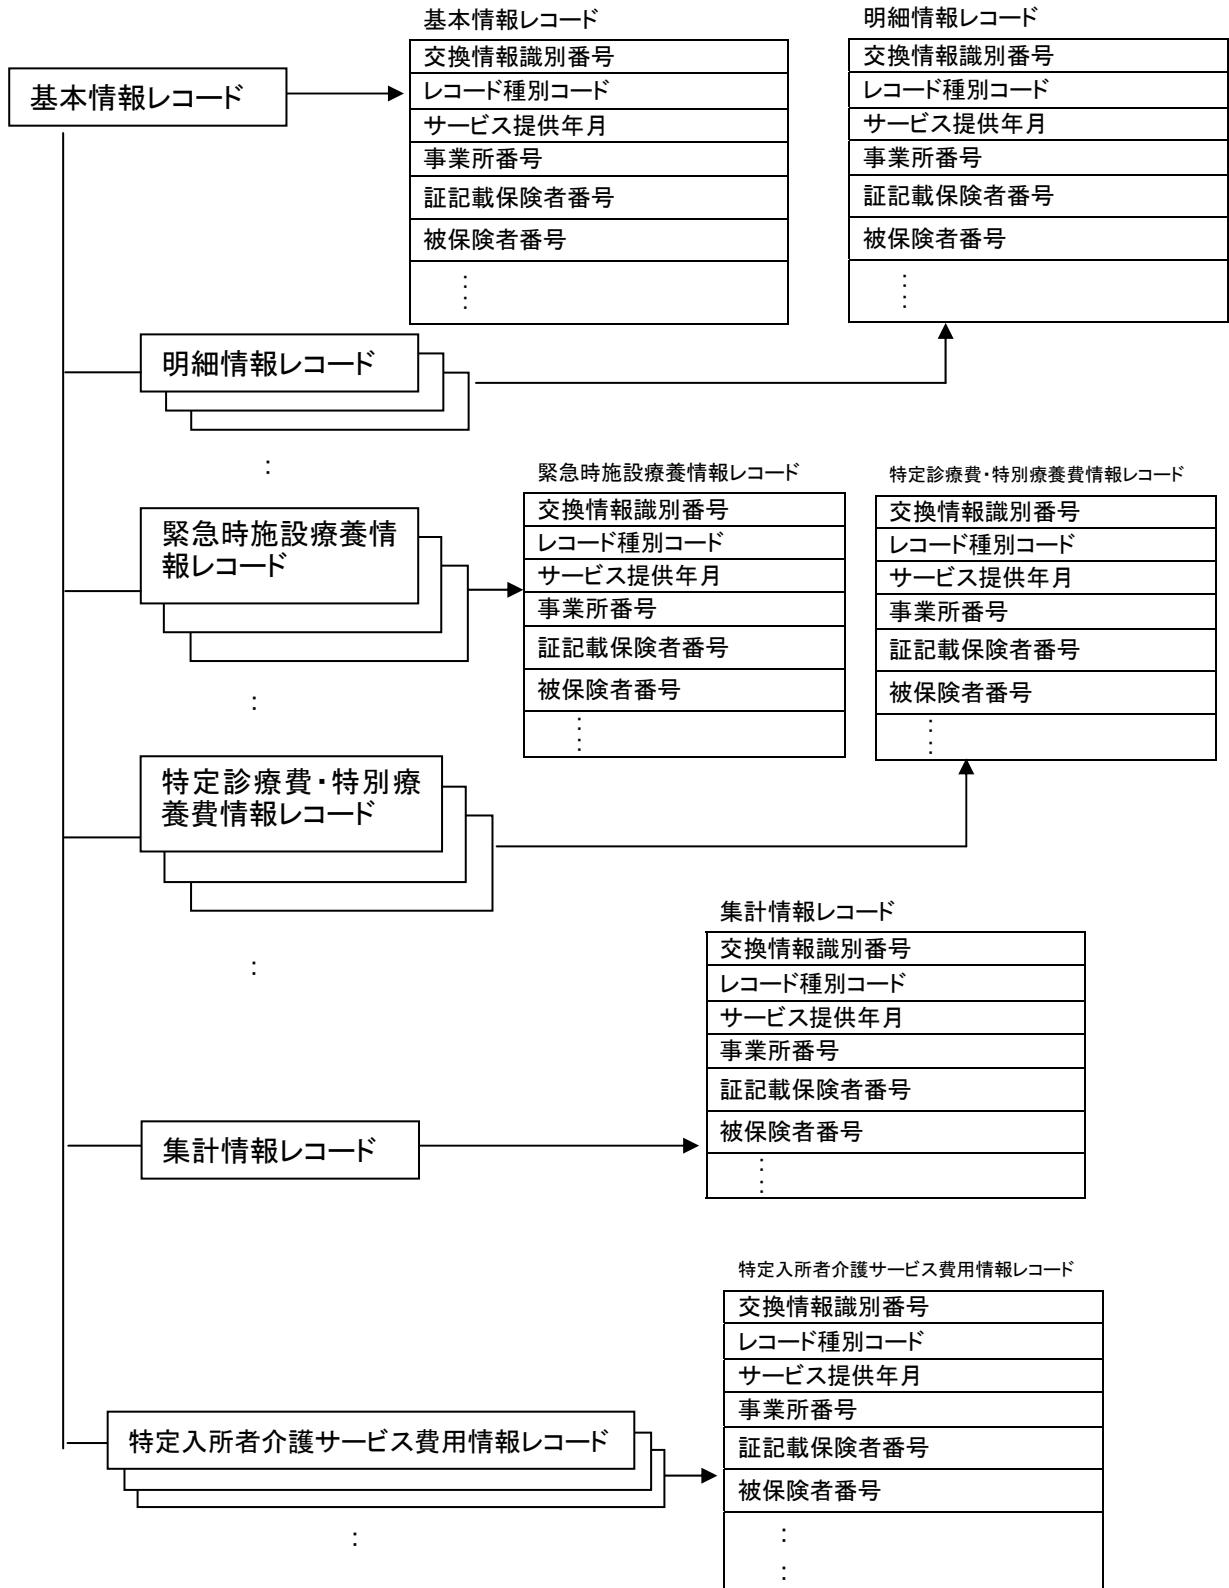 基本情報レコード
交換情報識別番号
レコード種別コード
サービス提供年月
事業所番号
証記載保険者番号
被保険者番号
:
:
明細情報レコード
交換情報識別番号
レコード種別コード
サービス提供年月
事業所番号
証記載保険者番号
被保険者番号
:
:
基本情報レコード
明細情報レコード
:
緊急時施設療養情報レコード
交換情報識別番号
レコード種別コード
サービス提供年月
事業所番号
証記載保険者番号
被保険者番号
:
:
特定診療費・特別療養費情報レコード
交換情報識別番号
レコード種別コード
サービス提供年月
事業所番号
証記載保険者番号
被保険者番号
:
:
緊急時施設療養情
報レコード
:
特定診療費・特別療
養費情報レコード
:
集計情報レコード
交換情報識別番号
レコード種別コード
サービス提供年月
事業所番号
証記載保険者番号
被保険者番号
:
:
集計情報レコード
特定入所者介護サービス費用情報レコード
交換情報識別番号
レコード種別コード
サービス提供年月
事業所番号
証記載保険者番号
被保険者番号
:
:
特定入所者介護サービス費用情報レコード
: